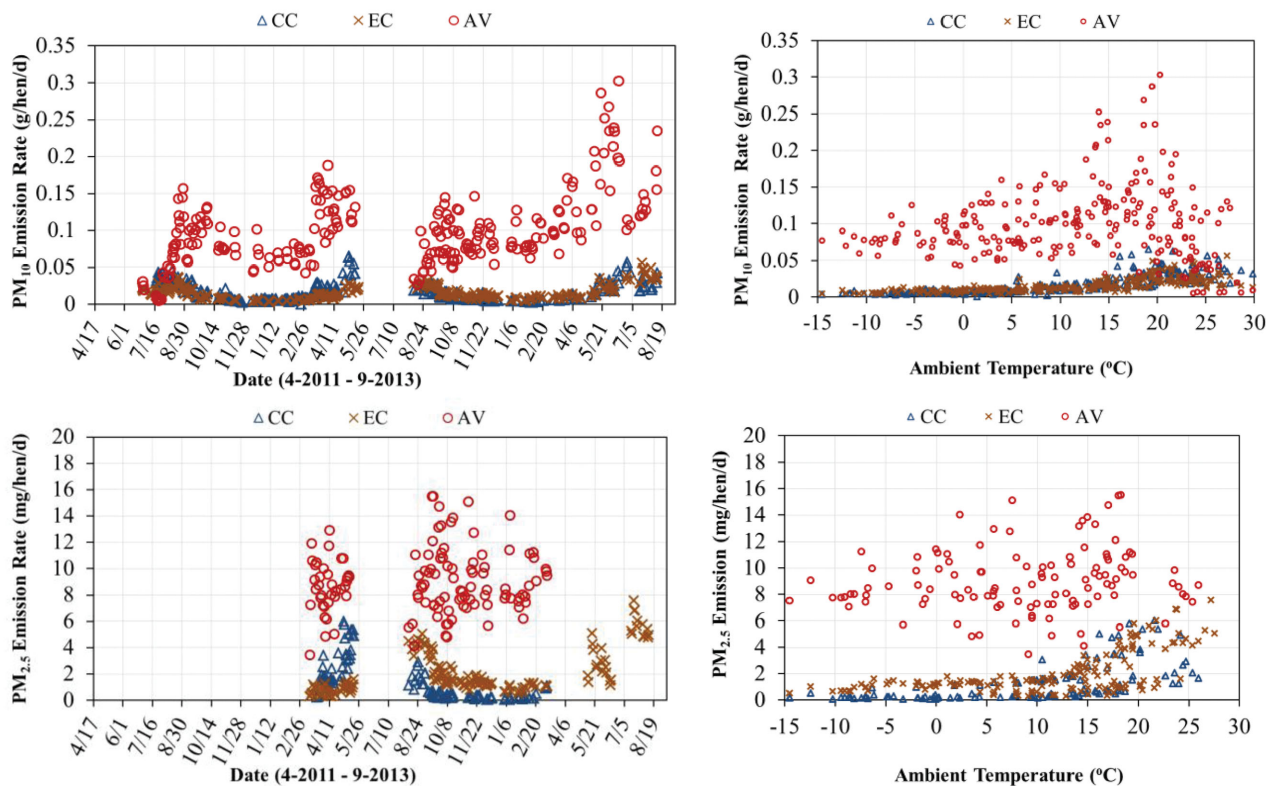 CC EC AV
PM10 Emission Rate (g/hen/d)
0.35
0.3
0.25
0.2
0.15
0.1
0.05
0
4/17 6/1 7/16 8/30 10/14 11/28 1/12 2/26 4/11 5/26 7/10 8/24 10/8 11/22 1/6 2/20 4/6 5/21 7/5 8/19
Date (4-2011 - 9-2013)
CC EC AV
PM10 Emission Rate (g/hen/d)
0.35
0.3
0.25
0.2
0.15
0.1
0.05
0
-15 -10 -5 0 5 10 15 20 25 30
Ambient Temperature (oC)
CC EC AV
PM2.5 Emission Rate (mg/hen/d)
20
18
16
14
12
10
8
6
4
2
0
4/17 6/1 7/16 8/30 10/14 11/28 1/12 2/26 4/11 5/26 7/10 8/24 10/8 11/22 1/6 2/20 4/6 5/21 7/5 8/19
Date (4-2011 - 9-2013)
CC EC AV
PM2.5 Emission (mg/hen/d)
20
18
16
14
12
10
8
6
4
2
0
-15 -10 -5 0 5 10 15 20 25 30
Ambient Temperature (oC)